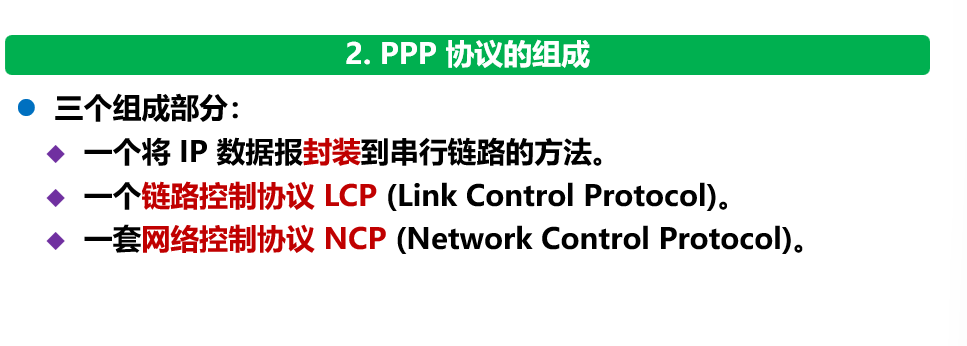 2. PPP 协议的组成
三个组成部分：
一个将 IP 数据报封装到串行链路的方法。
一个链路控制协议 LCP (Link Control Protocol)。
一套网络控制协议 NCP (Network Control Protocol)。